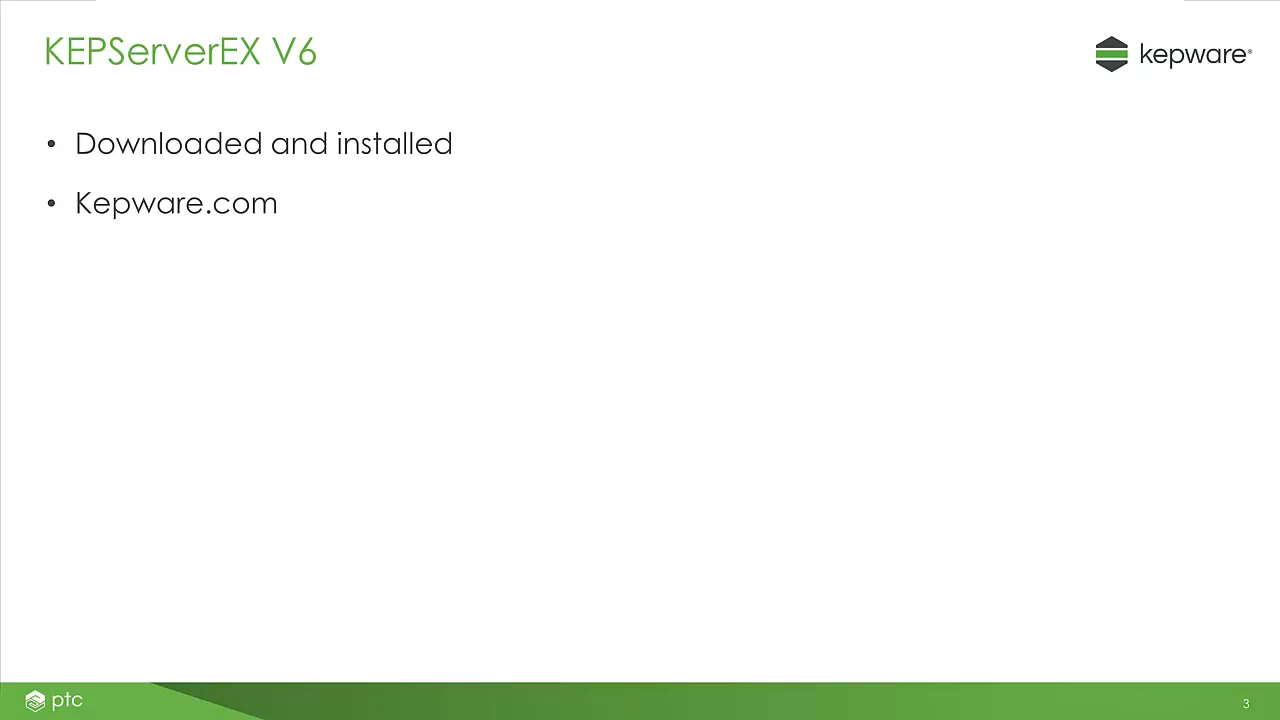 KEPServerEX V6
kepware®
• Downloaded and installed
• Kepware.com
ptc
3